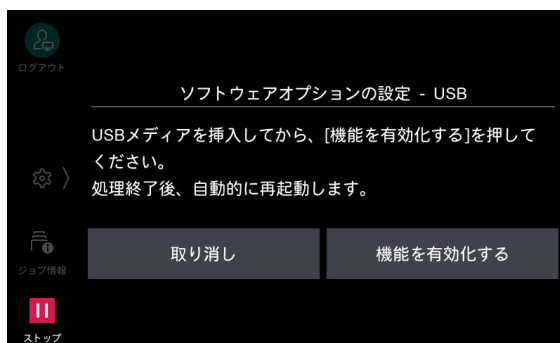 ログアウト
ソフトウェアオプションの設定 - USB
USBメディアを挿入してから、[機能を有効化する]を押して
ください。
処理終了後、自動的に再起動します。
取り消し
機能を有効化する
ジョブ情報
ストップ